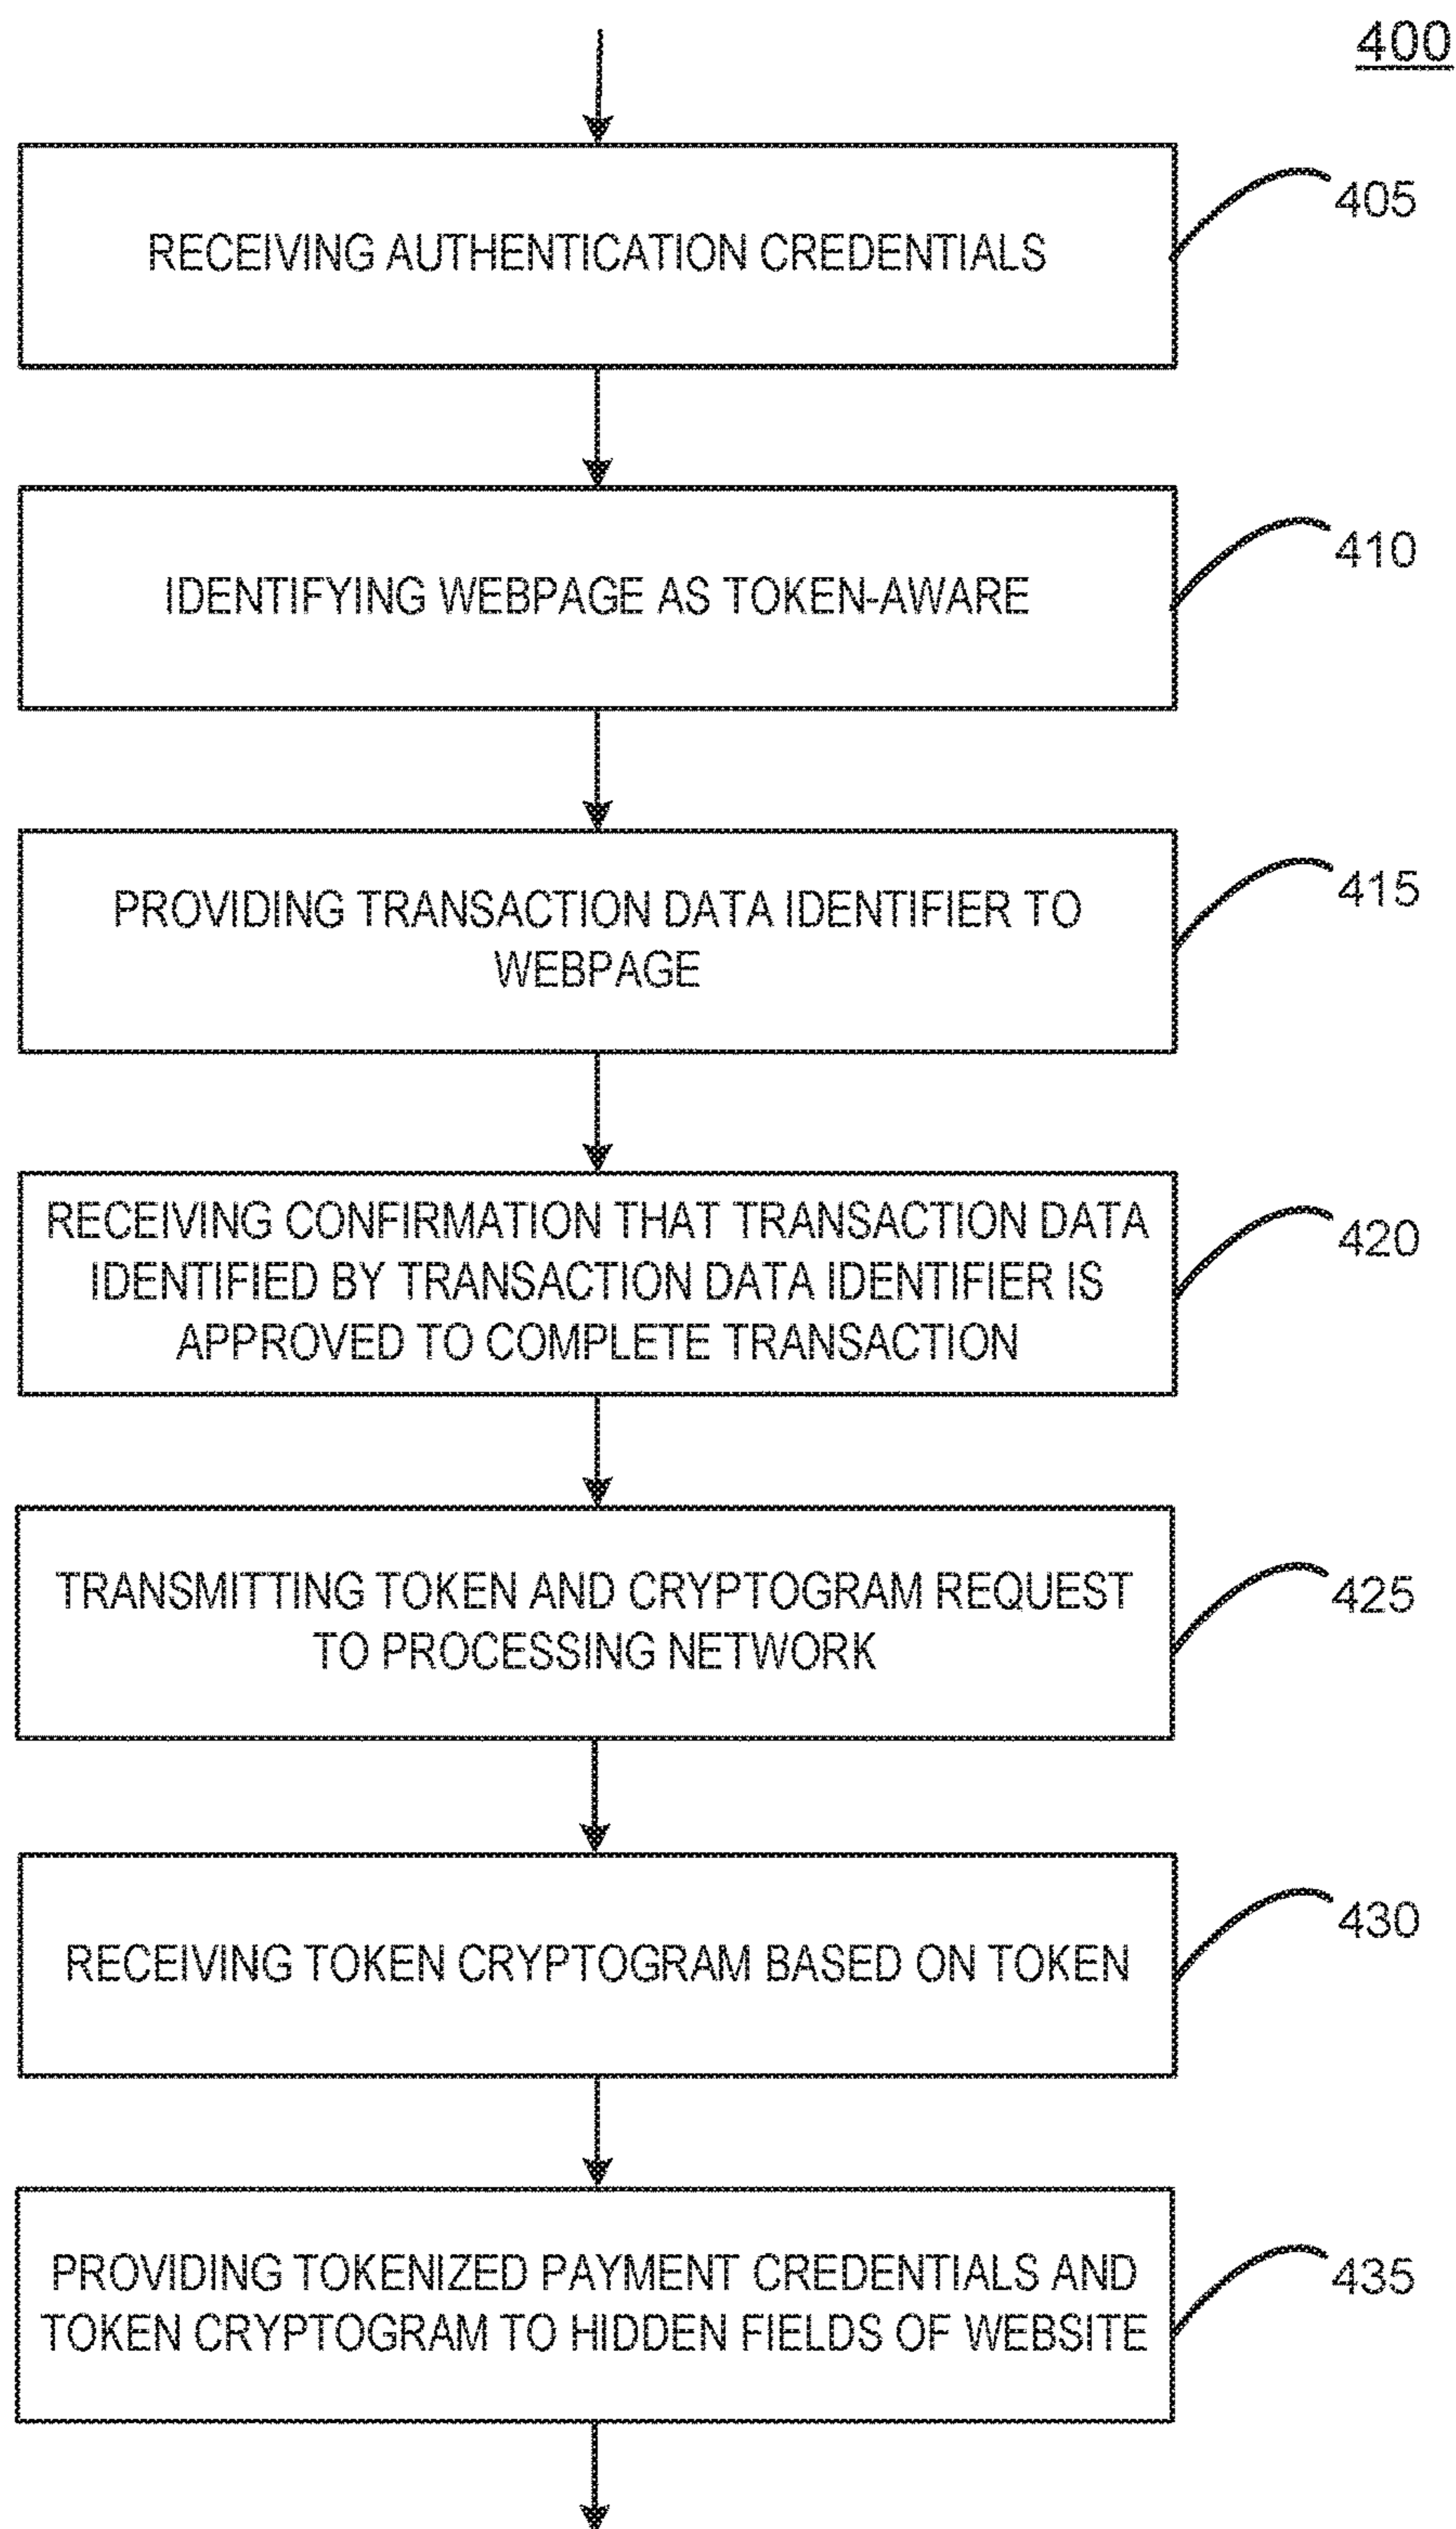 400
RECEIVING AUTHENTICATION CREDENTIALS
405
IDENTIFYING WEBPAGE AS TOKEN-AWARE
410
PROVIDING TRANSACTION DATA IDENTIFIER TO
WEBPAGE
415
RECEIVING CONFIRMATION THAT TRANSACTION DATA
IDENTIFIED BY TRANSACTION DATA IDENTIFIER IS
APPROVED TO COMPLETE TRANSACTION
420
TRANSMITTING TOKEN AND CRYPTOGRAM REQUEST
TO PROCESSING NETWORK
425
RECEIVING TOKEN CRYPTOGRAM BASED ON TOKEN
430
PROVIDING TOKENIZED PAYMENT CREDENTIALS AND
TOKEN CRYPTOGRAM TO HIDDEN FIELDS OF WEBSITE
435